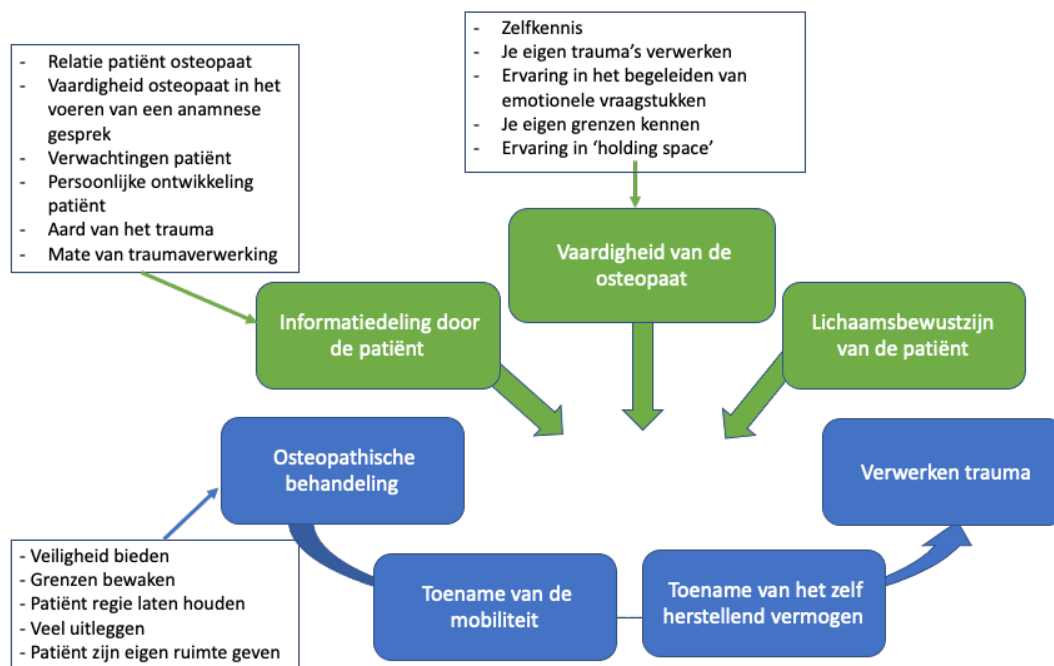 - Relatie patiënt osteopaat
- Vaardigheid osteopaat in het
voeren van een anamnese
gesprek
- Verwachtingen patiënt
- Persoonlijke ontwikkeling
patiënt
- Aard van het trauma
- Mate van traumaverwerking
- Zelfkennis
- Je eigen trauma's verwerken
- Ervaring in het begeleiden van
emotionele vraagstukken
- Je eigen grenzen kennen
- Ervaring in 'holding space'
Vaardigheid van de
osteopaat
Informatiedeling door
de patiënt
Lichaamsbewustzijn
van de patiënt
Osteopathische
behandeling
Verwerken trauma
- Veiligheid bieden
- Grenzen bewaken
- Patiënt regie laten houden
- Veel uitleggen
- Patiënt zijn eigen ruimte geven
Toename van de
mobiliteit
Toename van het zelf
herstellend vermogen